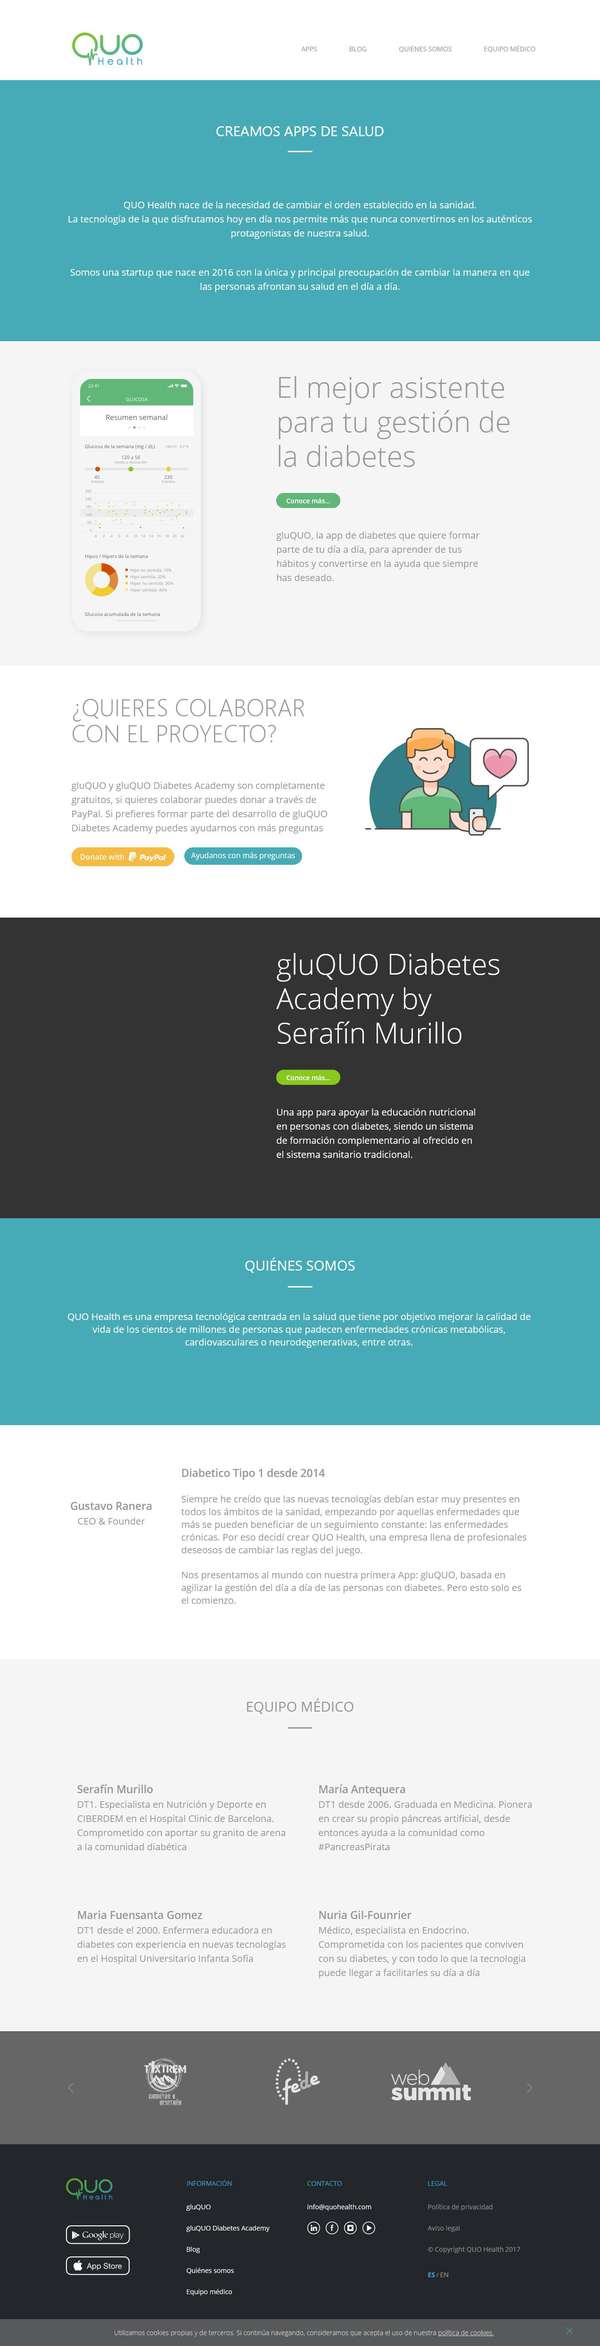 QUO
Health
APPS
BLOG
QUIÉNES SOMOS
EQUIPO MÉDICO
CREAMOS APPS DE SALUD
QUO Health nace de la necesidad de cambiar el orden establecido en la sanidad.
La tecnología de la que disfrutamos hoy en día nos permite más que nunca convertirnos en los auténticos
protagonistas de nuestra salud.
Somos una startup que nace en 2016 con la única y principal preocupación de cambiar la manera en que
las personas afrontan su salud en el día a día.
GLUCOSA
Resumen semanal
Glucosa de la semana (mg / dL)
120 ± 56
45
220
Hipos / Hipers de la semana
Glucosa acumulada de la semana
El mejor asistente
para tu gestión de
la diabetes
Conoce más...
gluQUO, la app de diabetes que quiere formar
parte de tu día a día, para aprender de tus
hábitos y convertirse en la ayuda que siempre
has deseado.
¿QUIERES COLABORAR
CON EL PROYECTO?
gluQUO y gluQUO Diabetes Academy son completamente
gratuitos, si quieres colaborar puedes donar a través de
PayPal. Si prefieres formar parte del desarrollo de gluQUO
Diabetes Academy puedes ayudarnos con más preguntas
Donate with PayPal
Ayudanos con más preguntas
gluQUO Diabetes
Academy by
Serafín Murillo
Conoce más...
Una app para apoyar la educación nutricional
en personas con diabetes, siendo un sistema
de formación complementario al ofrecido en
el sistema sanitario tradicional.
QUIÉNES SOMOS
QUO Health es una empresa tecnológica centrada en la salud que tiene por objetivo mejorar la calidad de
vida de los cientos de millones de personas que padecen enfermedades crónicas metabólicas,
cardiovasculares o neurodegenerativas, entre otras.
Gustavo Ranera
CEO & Founder
Diabetico Tipo 1 desde 2014
Siempre he creído que las nuevas tecnologías debían estar muy presentes en
todos los ámbitos de la sanidad, empezando por aquellas enfermedades que
más se pueden beneficiar de un seguimiento constante: las enfermedades
crónicas. Por eso decidí crear QUO Health, una empresa llena de profesionales
deseosos de cambiar las reglas del juego.
Nos presentamos al mundo con nuestra primera App: gluQUO, basada en
agilizar la gestión del día a día de las personas con diabetes. Pero esto solo es
el comienzo.
EQUIPO MÉDICO
Serafín Murillo
DT1. Especialista en Nutrición y Deporte en
CIBERDEM en el Hospital Clinic de Barcelona.
Comprometido con aportar su granito de arena
a la comunidad diabética
María Antequera
DT1 desde 2006. Graduada en Medicina. Pionera
en crear su propio páncreas artificial, desde
entonces ayuda a la comunidad como
#PancreasPirata
Maria Fuensanta Gomez
DT1 desde el 2000. Enfermera educadora en
diabetes con experiencia en nuevas tecnologías
en el Hospital Universitario Infanta Sofía
Nuria Gil-Founrier
Médico, especialista en Endocrino.
Comprometida con los pacientes que conviven
con su diabetes, y con todo lo que la tecnología
puede llegar a facilitarles su día a día
fede
web
summit
QUO
Health
Google play
App Store
INFORMACIÓN
gluQUO
gluQUO Diabetes Academy
Blog
Quiénes somos
Equipo médico
CONTACTO
info@quohealth.com
LEGAL
Política de privacidad
Aviso legal
© Copyright QUO Health 2017
ES / EN
Utilizamos cookies propias y de terceros. Si continúa navegando, consideramos que acepta el uso de nuestra política de cookies.